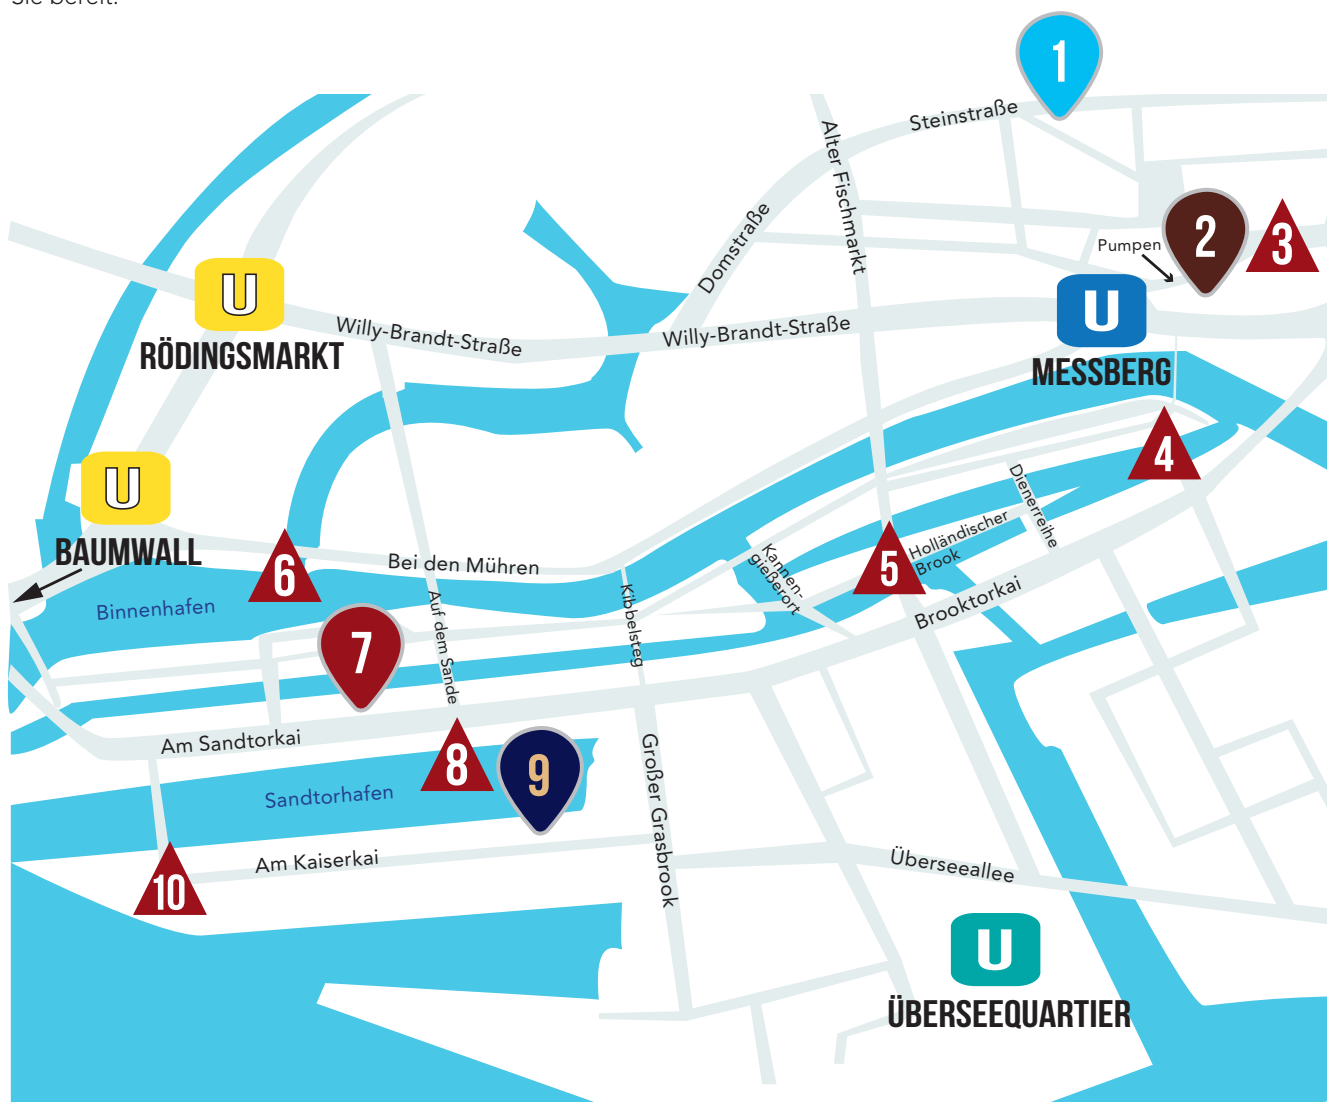 Sie bereit.
1
Steinstraße
Alter Fischmarkt
Domstraße
2
3
Pumpen
U
RÖDINGSMARKT
Willy-Brandt-Straße
Willy-Brandt-Straße
U
MESSBERG
4
U
BAUMWALL
Dienerreihe
Holländischer
Brook
5
Kannen-
gießerort
6
Bei den Mühren
Binnenhafen
Auf dem Sande
Kibbelsteg
Brooktorkai
7
Am Sandtorkai
8
9
Sandtorhafen
Großer Grasbrook
Am Kaiserkai
10
Überseeallee
U
ÜBERSEEQUARTIER